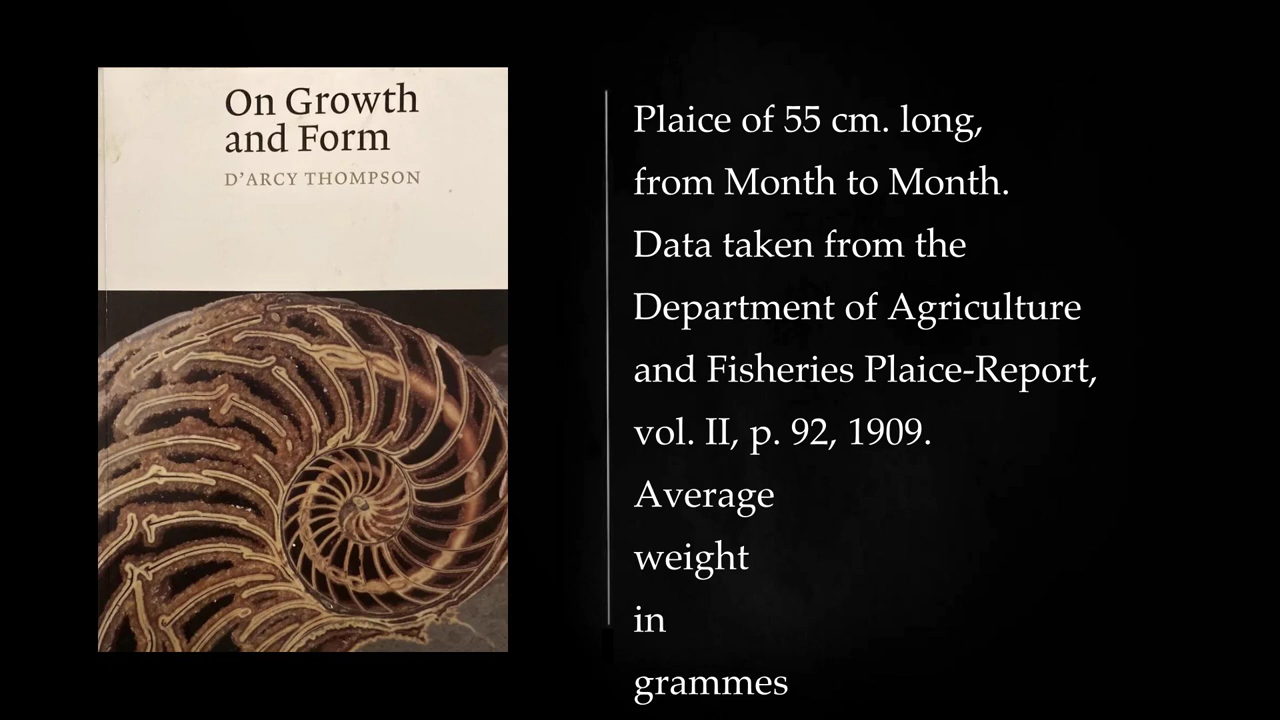 On Growth
and Form
D'ARCY THOMPSON
Plaice of 55 cm. long,
from Month to Month.
Data taken from the
Department of Agriculture
and Fisheries Plaice-Report,
vol. II, p. 92, 1909.
Average
weight
in
grammes